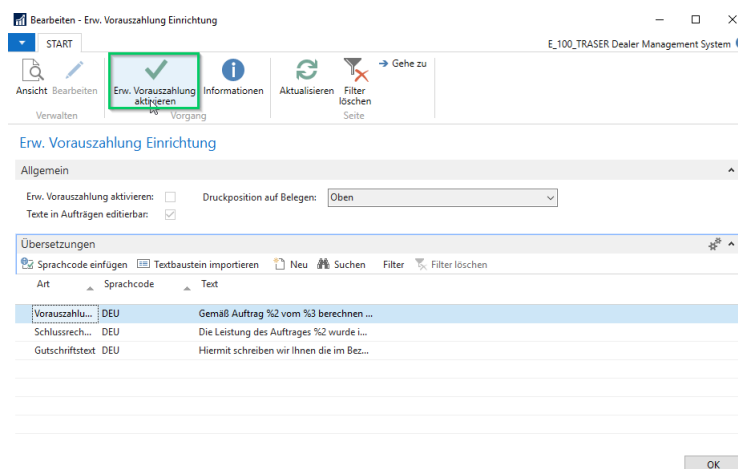 Bearbeiten - Erw. Vorauszahlung Einrichtung
START
E_100_TRASER Dealer Management System
Ansicht Bearbeiten Erw. Vorauszahlung aktivieren Informationen Aktualisieren Filter löschen Gehe zu
Verwalten Vorgang Seite
Erw. Vorauszahlung Einrichtung
Allgemein
Erw. Vorauszahlung aktivieren: Druckposition auf Belegen: Oben
Texte in Aufträgen editierbar:
Übersetzungen
Sprachcode einfügen Textbaustein importieren Neu Suchen Filter Filter löschen
Art Sprachcode Text
Vorauszahlu... DEU Gemäß Auftrag %2 vom %3 berechnen ...
Schlussrech... DEU Die Leistung des Auftrages %2 wurde i...
Gutschriftstext DEU Hiermit schreiben wir Ihnen die im Bez...
OK